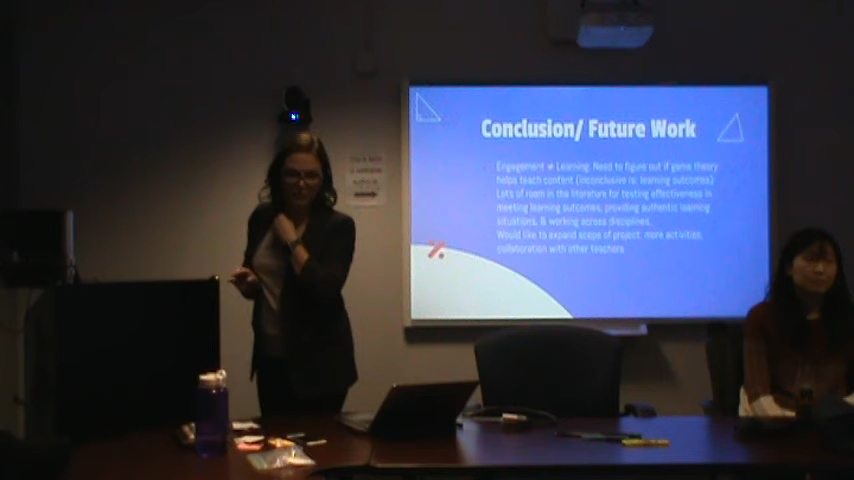 Conclusion/ Future Work
Engagement ≠ Learning: Need to figure out if game theory
helps teach content (inconclusive re: learning outcomes)
Lots of room in the literature for testing effectiveness in
meeting learning outcomes, providing authentic learning
situations, & working across disciplines.
Would like to expand scope of project: more activities,
collaboration with other teachers